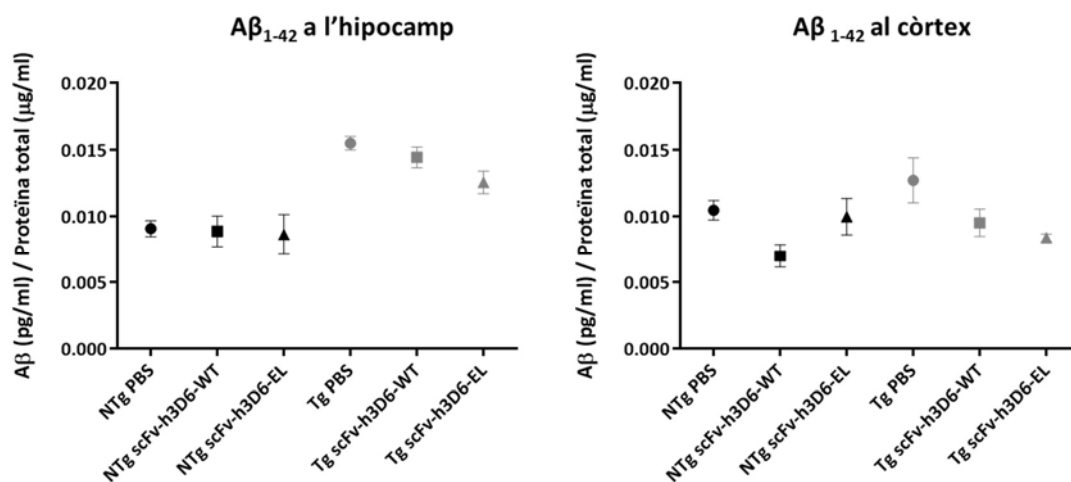 Aβ1-42 a l'hipocamp
Aβ (pg/ml) / Proteïna total (μg/ml)
0.020
0.015
0.010
0.005
0.000
NTg PBS
NTg scFv-h3D6-WT
NTg scFv-h3D6-EL
Tg PBS
Tg scFv-h3D6-WT
Tg scFv-h3D6-EL
Aβ 1-42 al còrtex
Aβ (pg/ml) / Proteïna total (μg/ml)
0.020
0.015
0.010
0.005
0.000
NTg PBS
NTg scFv-h3D6-WT
NTg scFv-h3D6-EL
Tg PBS
Tg scFv-h3D6-WT
Tg scFv-h3D6-EL